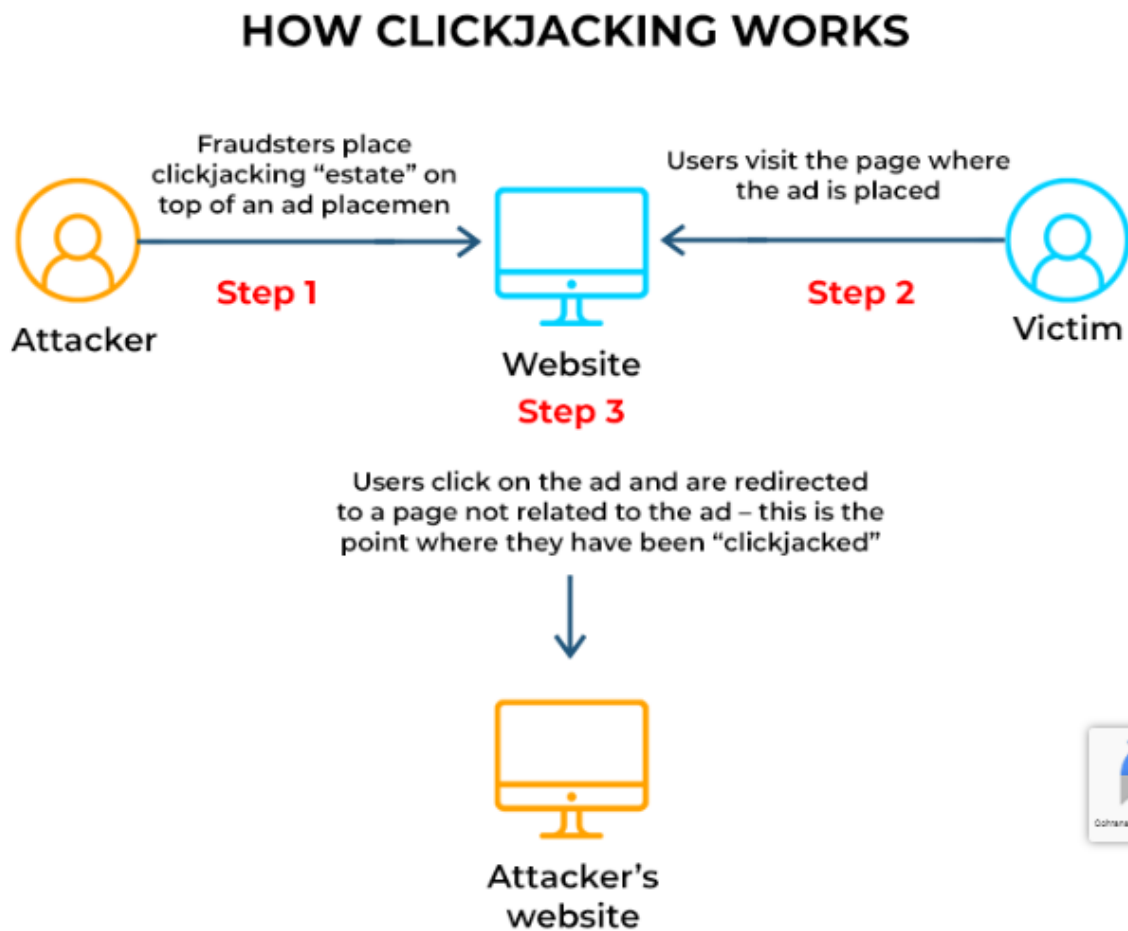 HOW CLICKJACKING WORKS
Fraudsters place
clickjacking “estate” on
top of an ad placemen
Step 1
Attacker
Users visit the page where
the ad is placed
Step 2
Victim
Website
Step 3
Users click on the ad and are redirected
to a page not related to the ad – this is the
point where they have been “clickjacked”
Attacker’s
website